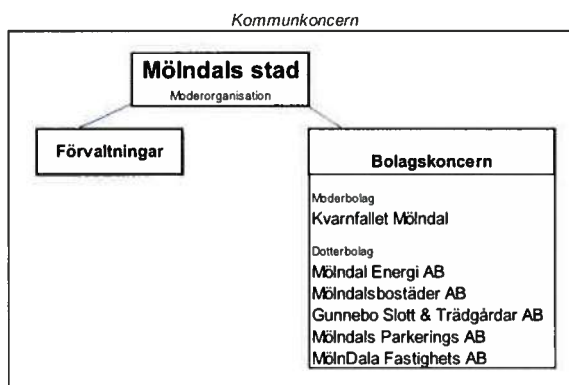 Kommunkoncern
Mölndals stad
Moderorganisation
Förvaltningar
Bolagskoncern
Moderbolag
Kvarnfallet Mölndal
Dotterbolag
Mölndal Energi AB
Mölndalsbostäder AB
Gunnebo Slott & Trädgårdar AB
Mölndals Parkerings AB
MölnDala Fastighets AB